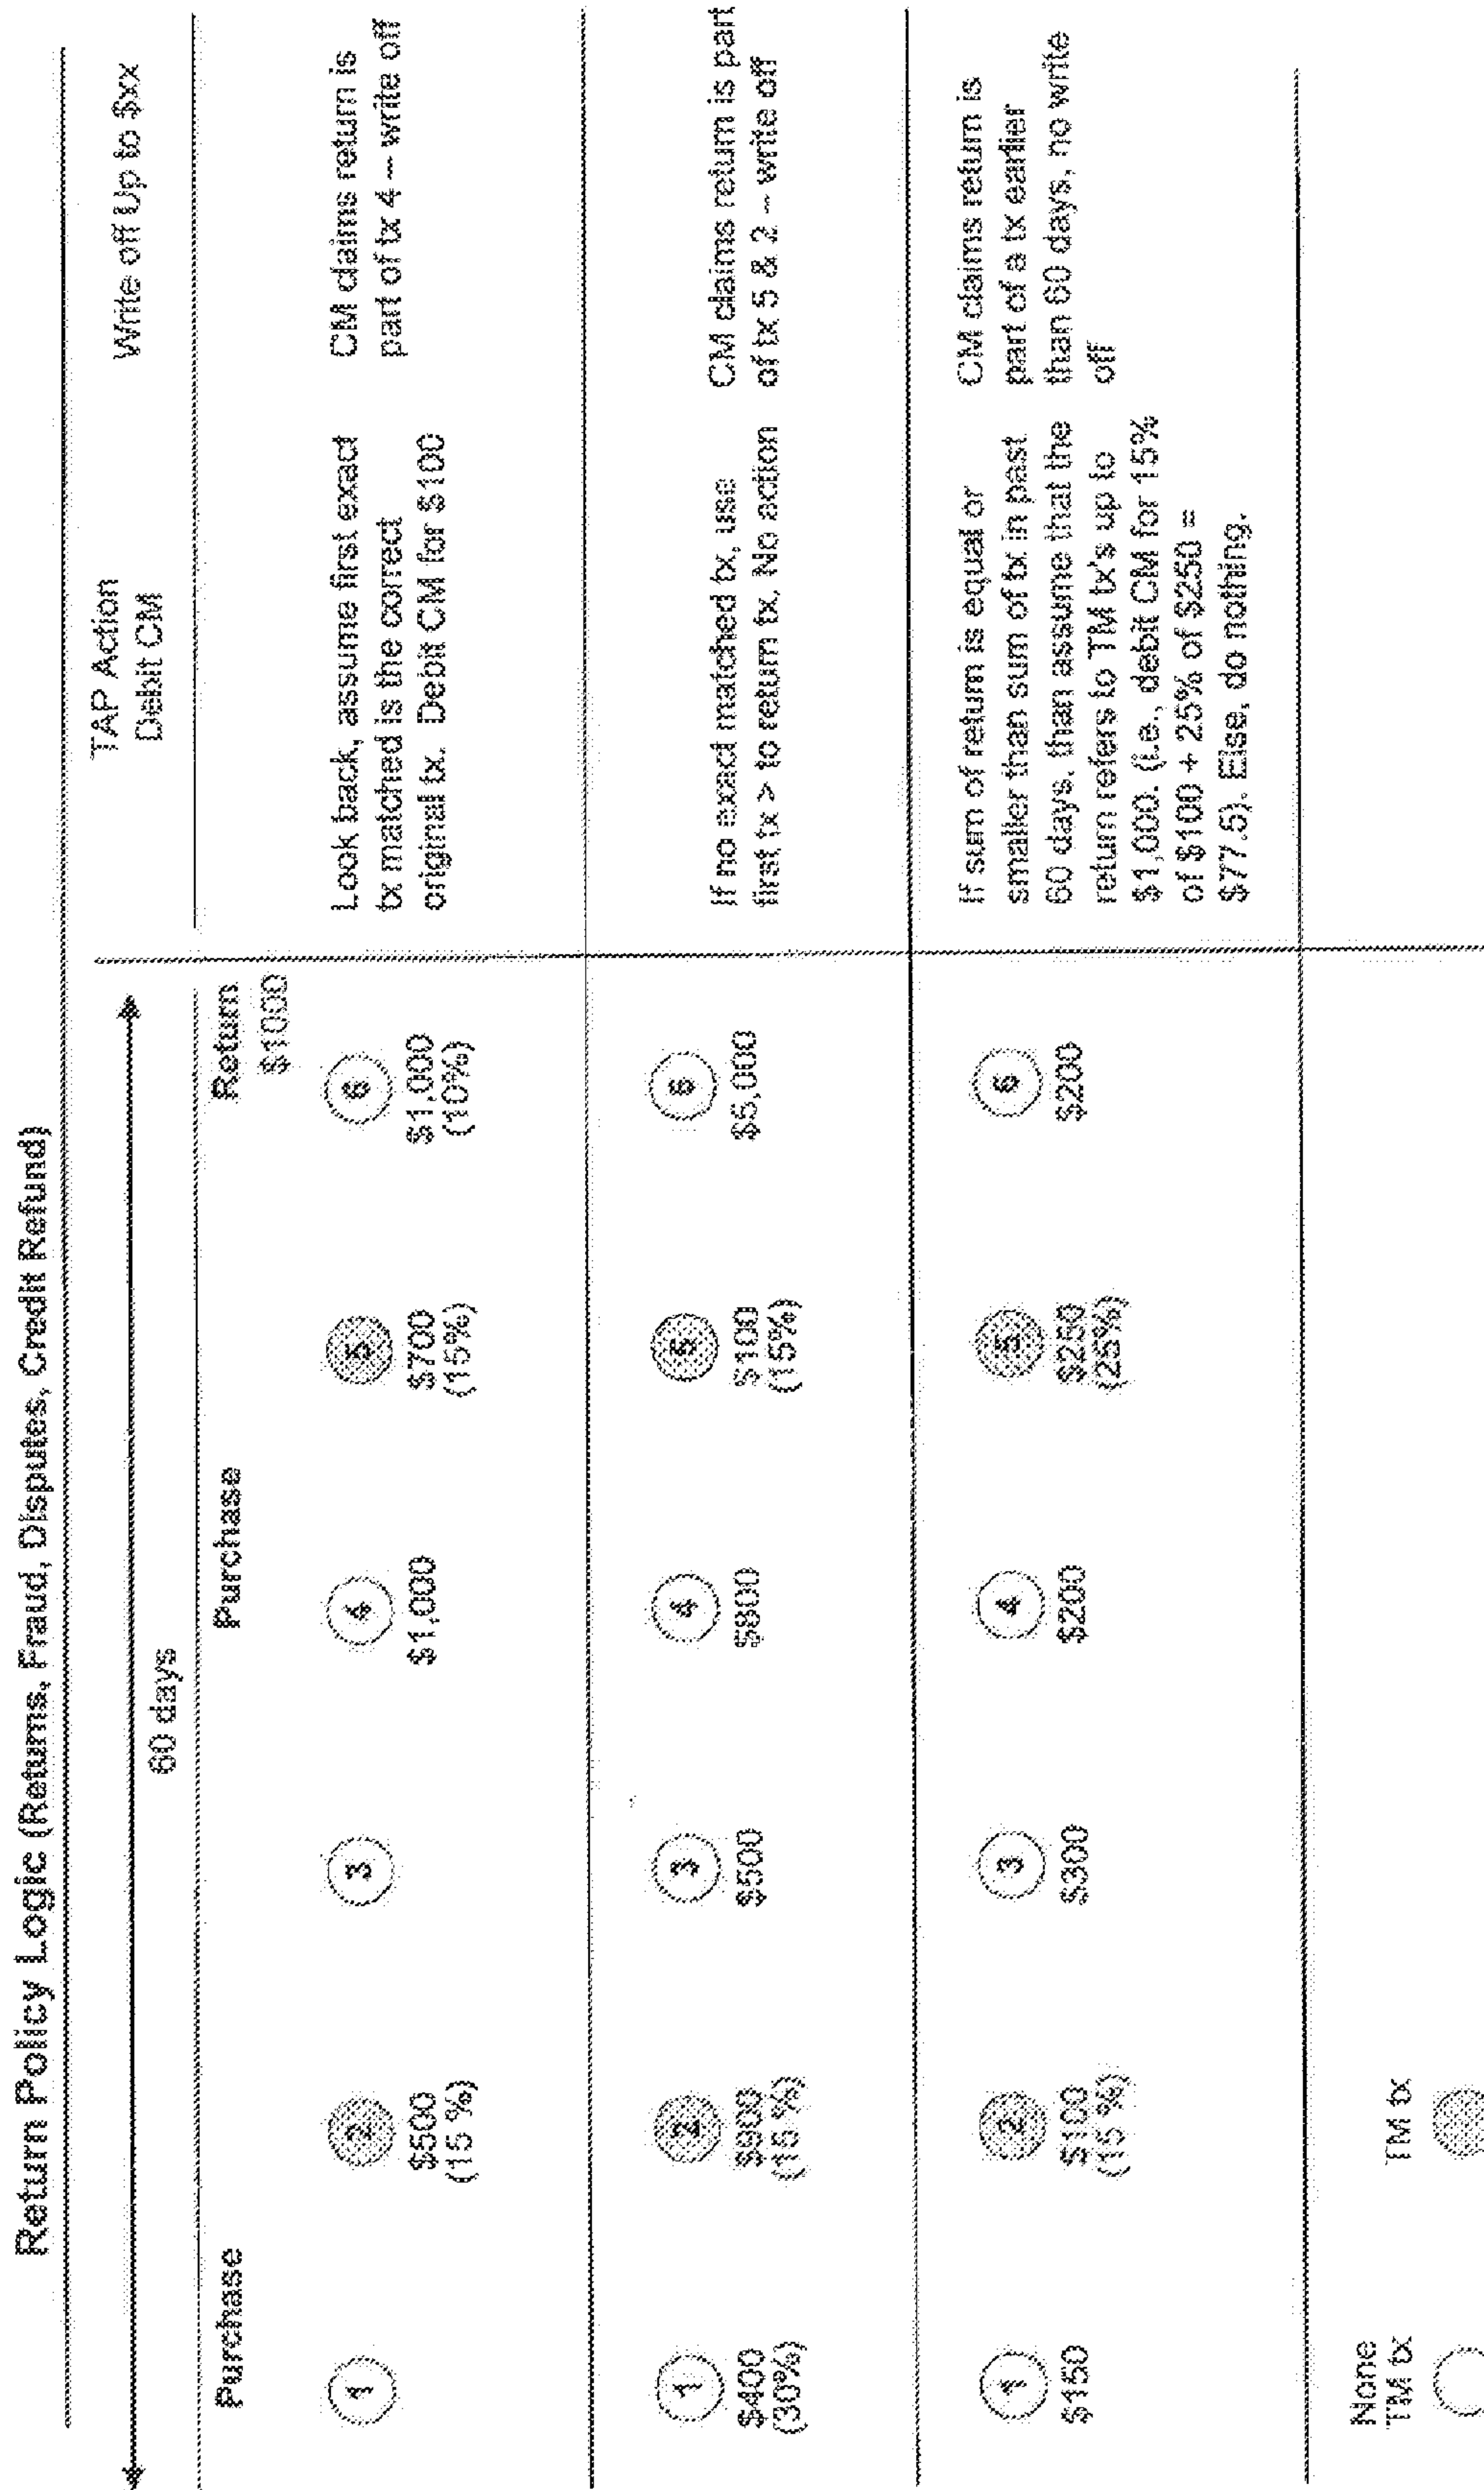 Return Policy Logic (Returns, Fraud, Disputes, Credit Refund)
60 days
TAP Action
Debit CM
Write off Up to $xx
Purchase
Purchase
Return
$1000
1
2
3
4
5
6
$500
(15 %)
$1,000
$700
(15%)
$1,000
(10%)
Look back, assume first exact
tx matched is the correct
original tx. Debit CM for $100
CM claims return is
part of tx 4 -- write off
1
2
3
4
5
6
$400
(30%)
$900
(15 %)
$500
$800
$100
(15%)
$5,000
If no exact matched tx, use
first tx > to return tx. No action
CM claims return is part
of tx 5 & 2 -- write off
1
2
3
4
5
6
$150
$100
(15 %)
$300
$200
$250
(25%)
$200
If sum of return is equal or
smaller than sum of tx in past
60 days, than assume that the
return refers to TM tx's up to
$1,000. (i.e., debit CM for 15%
of $100 + 25% of $250 =
$77.5). Else, do nothing.
CM claims return is
part of a tx earlier
than 60 days, no write
off
None
TM tx
TM tx